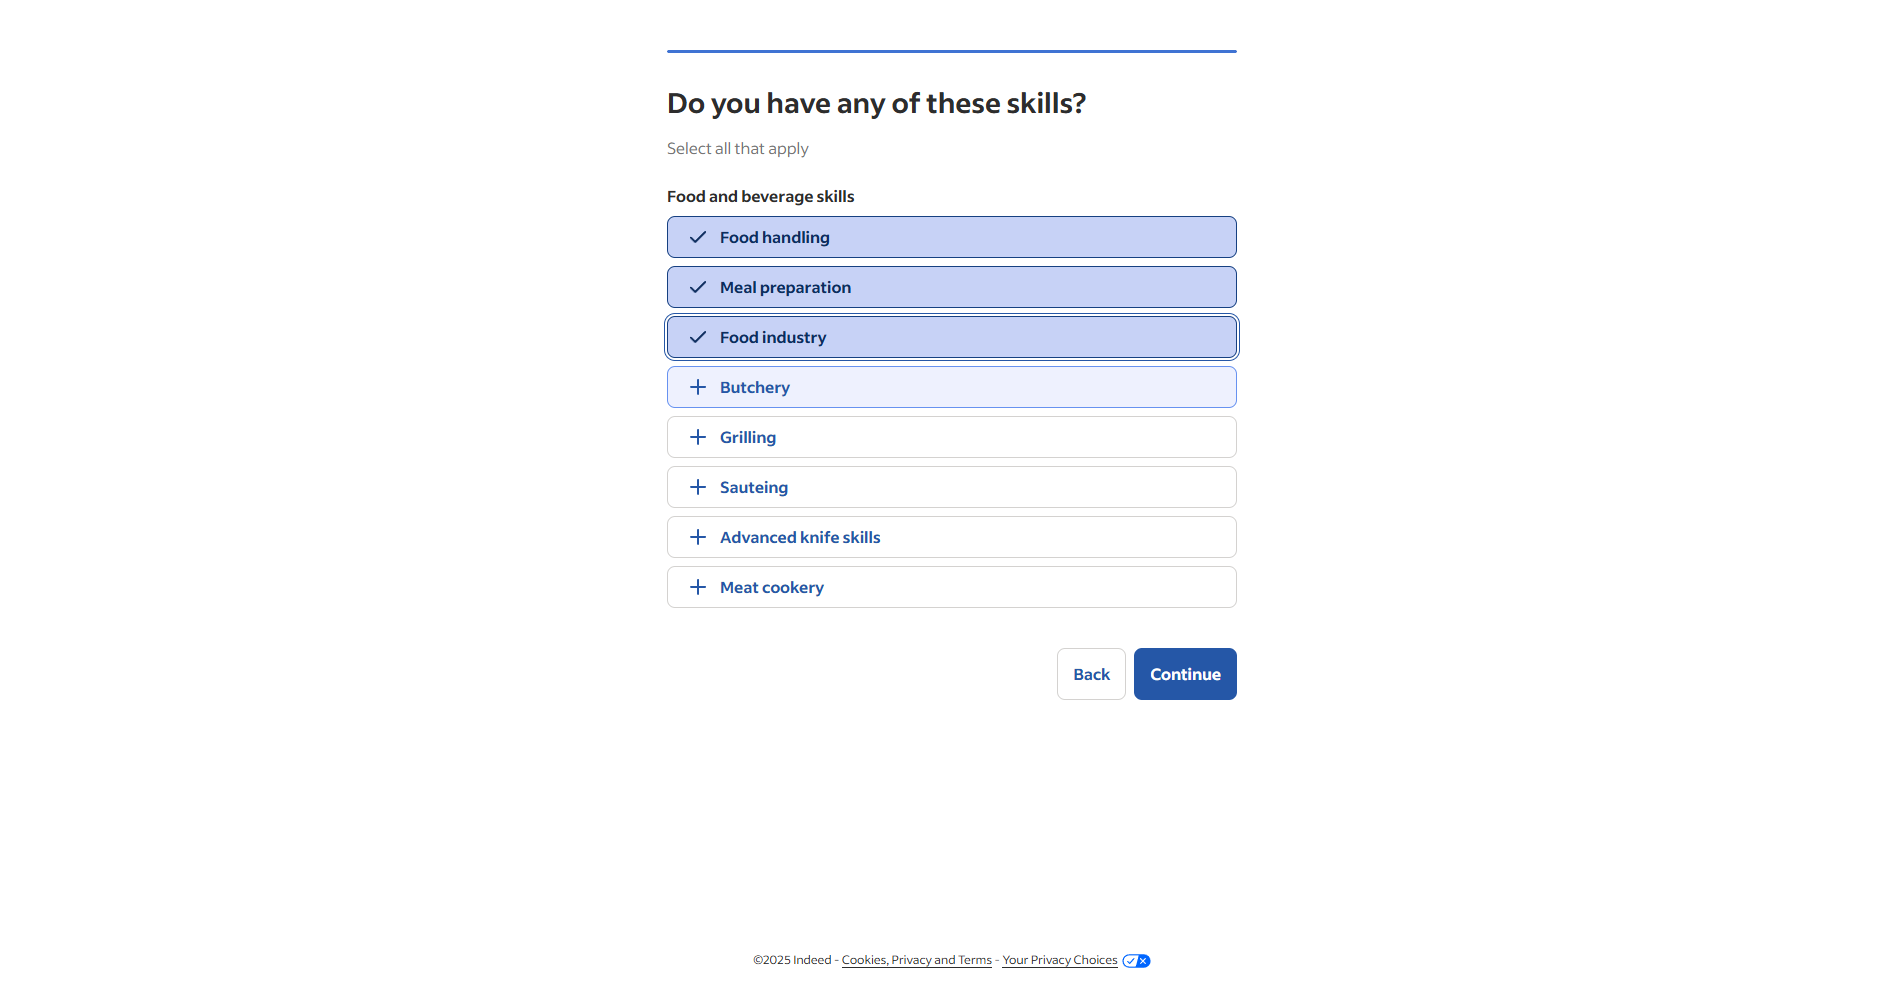 Do you have any of these skills?
Select all that apply
Food and beverage skills
Food handling
Meal preparation
Food industry
Butchery
Grilling
Sauteing
Advanced knife skills
Meat cookery
Back
Continue
©2025 Indeed - Cookies, Privacy and Terms - Your Privacy Choices